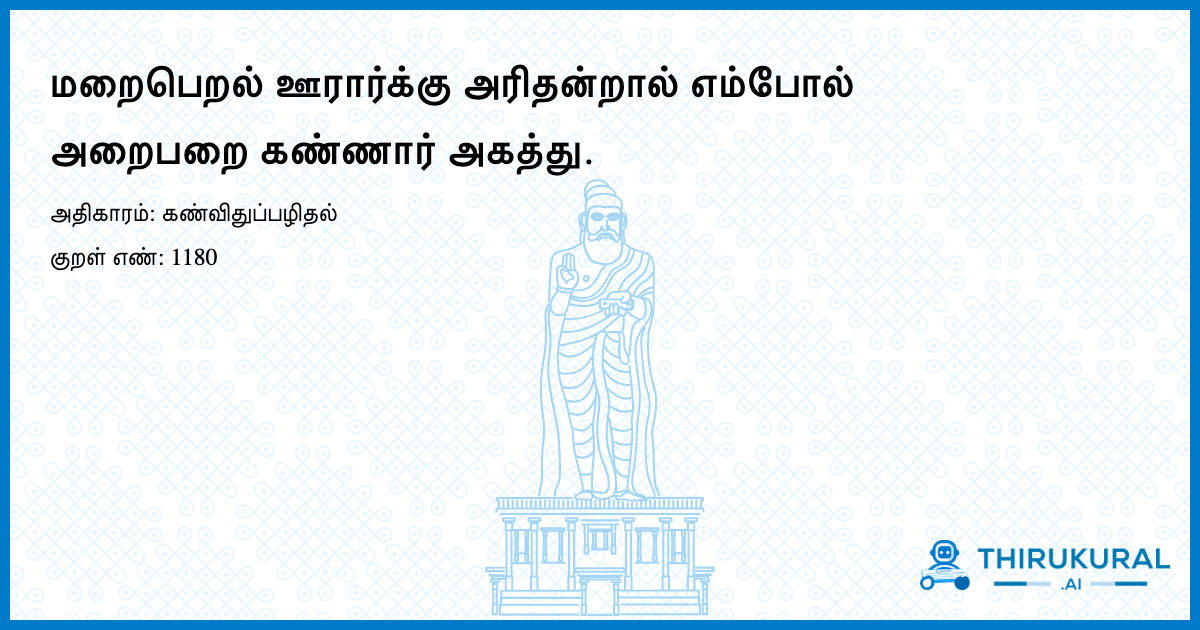 மறைபெறல் ஊரார்க்கு அரிதன்றால் எம்போல்
அறைபறை கண்ணார் அகத்து.
அதிகாரம்: கண்விதுப்பழிதல்
குறள் எண்: 1180
THIRUKURAL
.AI